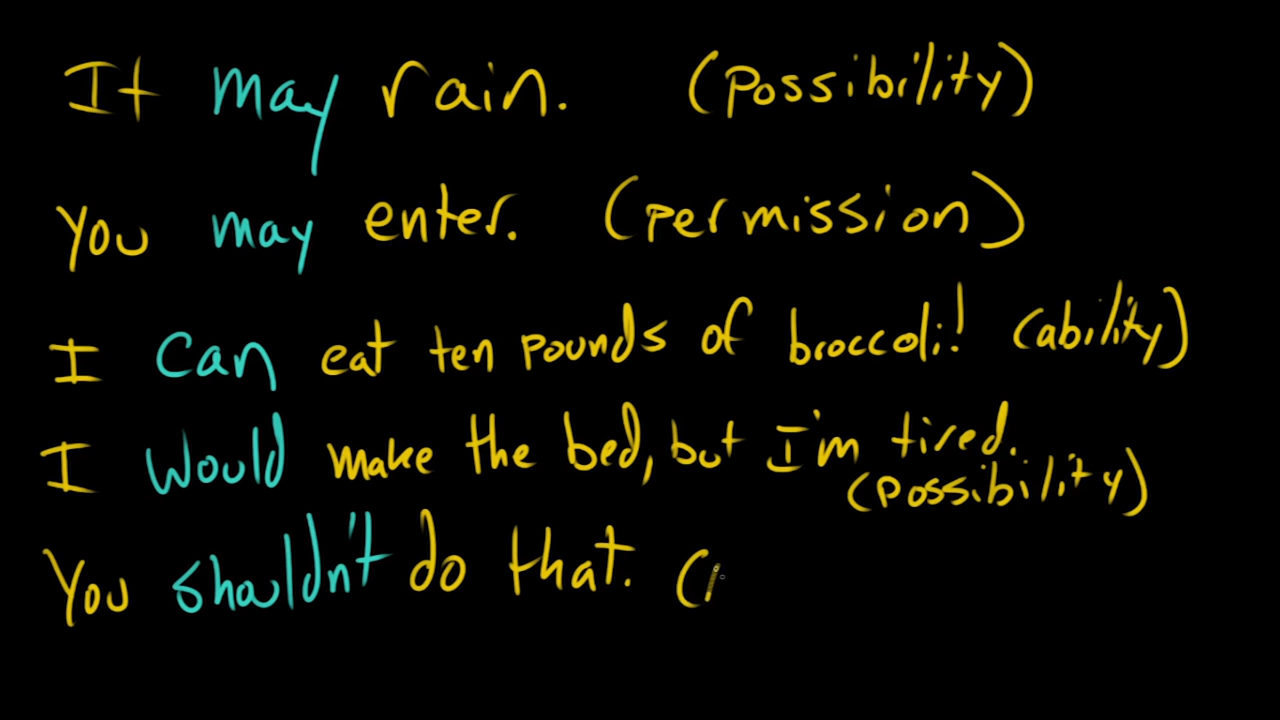 It may rain. (possibility)
You may enter. (permission)
I can eat ten pounds of broccoli! (ability)
I would make the bed, but I'm tired.
(possibility)
You shouldn't do that. (